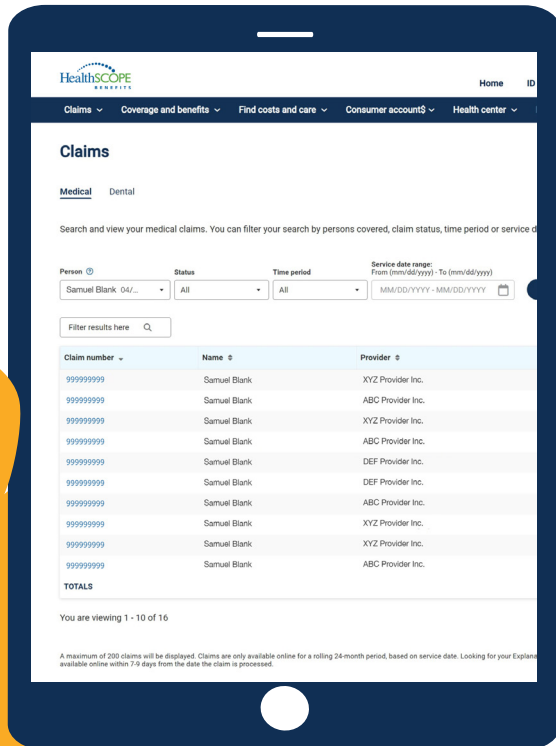 HealthSCOPE
BENEFITS
Home ID
Claims Coverage and benefits Find costs and care Consumer account$ Health center
Claims
Medical Dental
Search and view your medical claims. You can filter your search by persons covered, claim status, time period or service d
Service date range:
Person Status Time period From (mm/dd/yyyy) - To (mm/dd/yyyy)
Samuel Blank 04/... All All MM/DD/YYYY - MM/DD/YYYY
Filter results here
Claim number Name Provider
999999999 Samuel Blank XYZ Provider Inc.
999999999 Samuel Blank ABC Provider Inc.
999999999 Samuel Blank XYZ Provider Inc.
999999999 Samuel Blank ABC Provider Inc.
999999999 Samuel Blank DEF Provider Inc.
999999999 Samuel Blank DEF Provider Inc.
999999999 Samuel Blank ABC Provider Inc.
999999999 Samuel Blank XYZ Provider Inc.
999999999 Samuel Blank XYZ Provider Inc.
999999999 Samuel Blank ABC Provider Inc.
TOTALS
You are viewing 1 - 10 of 16
A maximum of 200 claims will be displayed. Claims are only available online for a rolling 24-month period, based on service date. Looking for your Explana
available online within 7-9 days from the date the claim is processed.